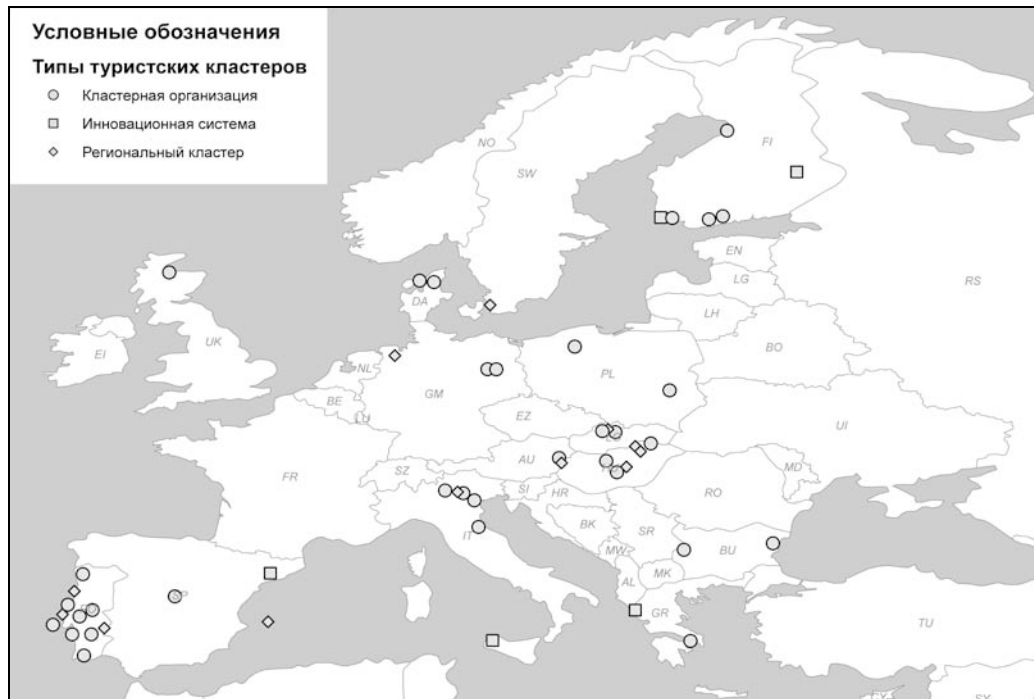 Условные обозначения
Типы туристских кластеров
Кластерная организация
Инновационная система
Региональный кластер
NO
FI
SW
EN
LG
RS
DA
LH
UK
EI
BO
NL
PL
GM
BE
EZ
LU
UI
AU
MD
FR
SZ
SI
HR
RO
BK
SR
IT
MW
BU
MK
AL
SP
GR
TU
SY